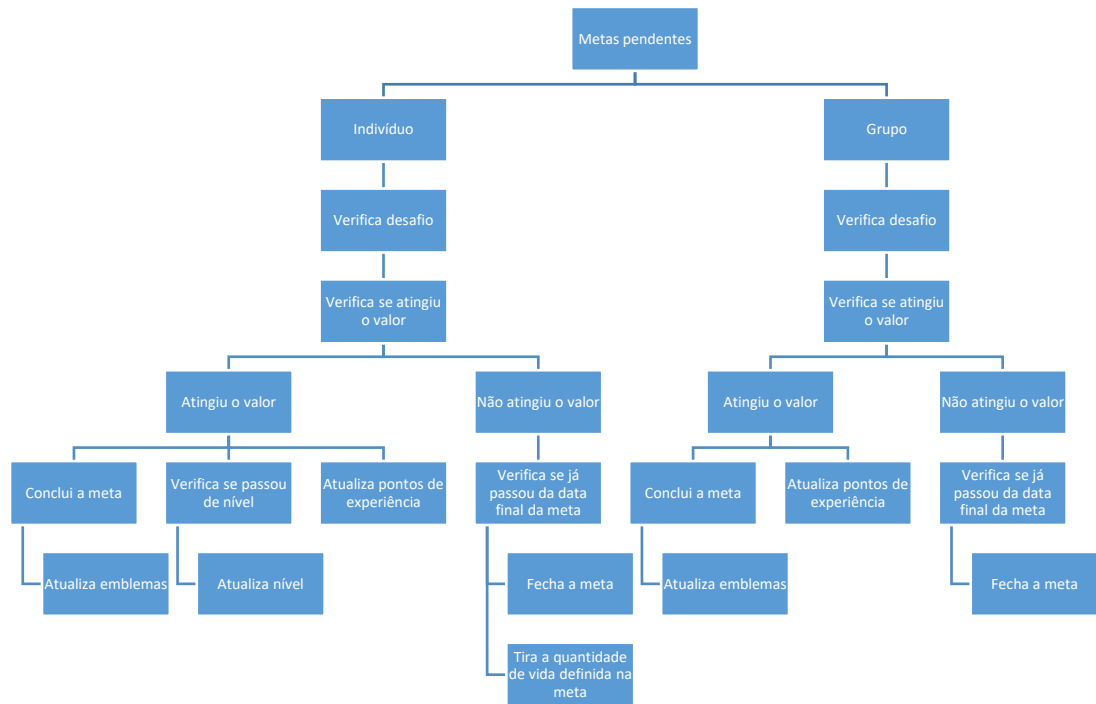 Metas pendentes
Indivíduo
Grupo
Verifica desafio
Verifica desafio
Verifica se atingiu
o valor
Verifica se atingiu
o valor
Atingiu o valor
Não atingiu o valor
Atingiu o valor
Não atingiu o valor
Conclui a meta
Verifica se passou
de nível
Atualiza pontos de
experiência
Verifica se já
passou da data
final da meta
Conclui a meta
Atualiza pontos de
experiência
Verifica se já
passou da data
final da meta
Atualiza emblemas
Atualiza nível
Fecha a meta
Atualiza emblemas
Fecha a meta
Tira a quantidade
de vida definida na
meta